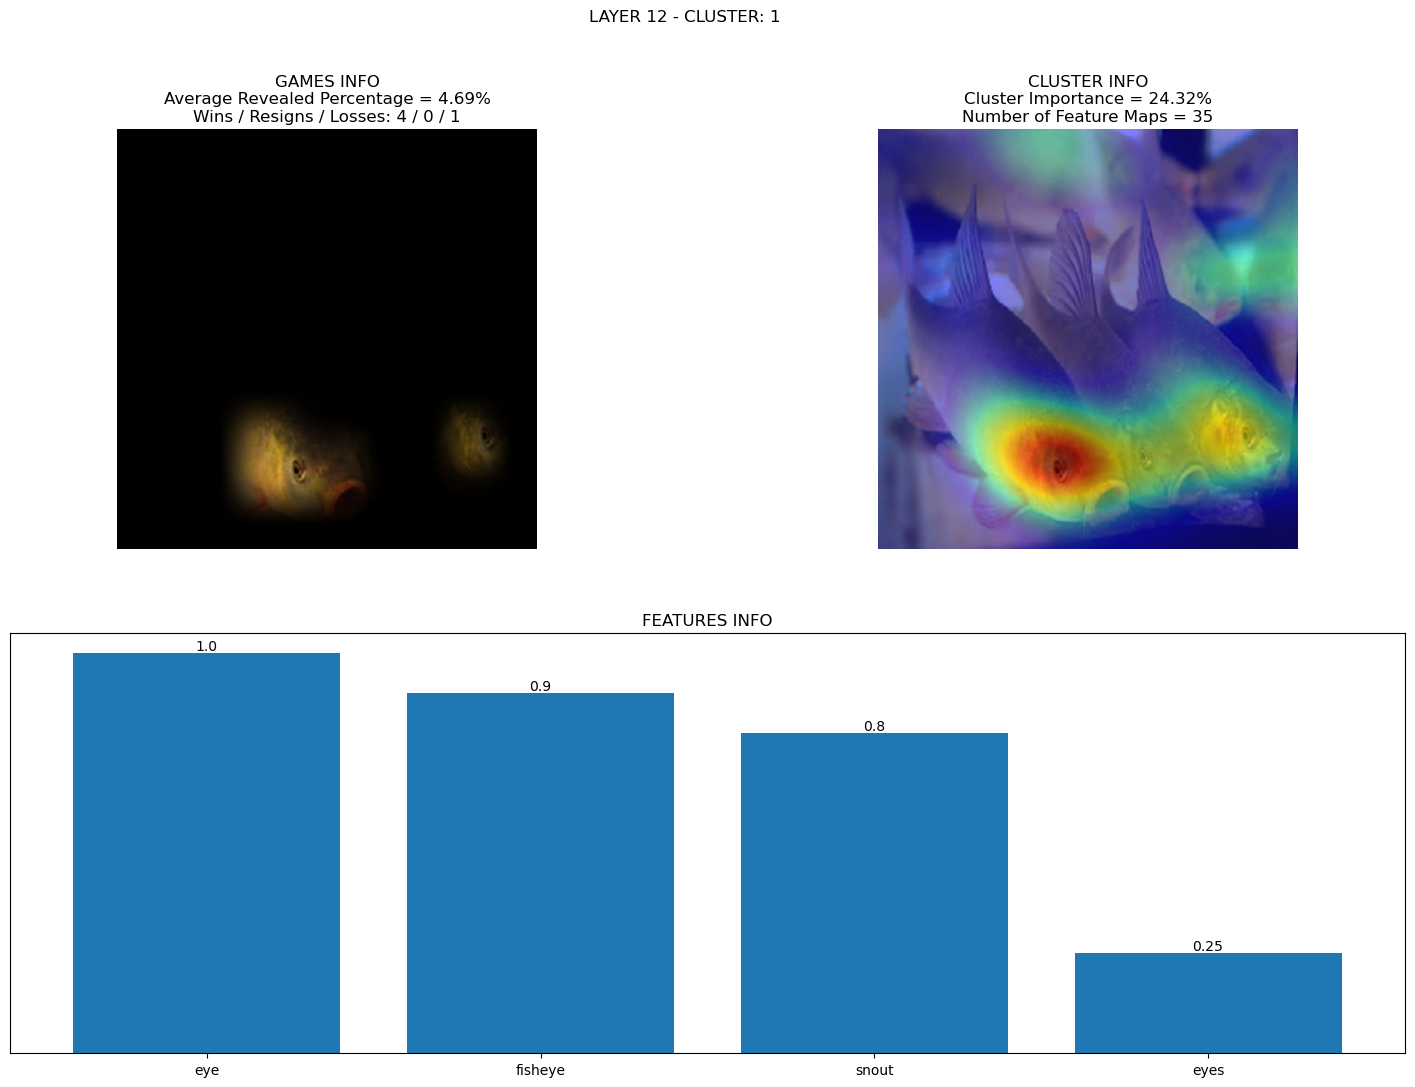 LAYER 12 - CLUSTER: 1
GAMES INFO
Average Revealed Percentage = 4.69%
Wins / Resigns / Losses: 4 / 0 / 1
CLUSTER INFO
Cluster Importance = 24.32%
Number of Feature Maps = 35
FEATURES INFO
1.0
0.9
0.8
0.25
eye
fisheye
snout
eyes